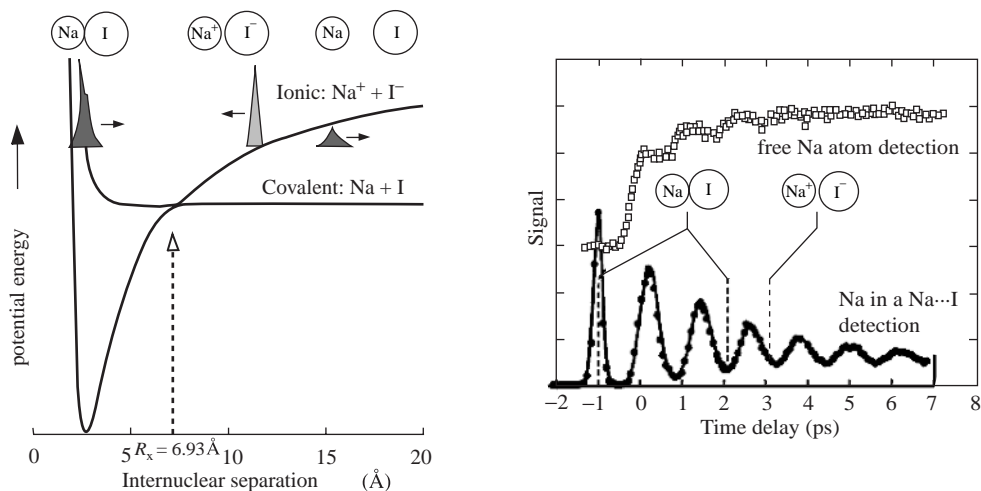 Na I Na⁺ I⁻ Na I
Ionic: Na⁺ + I⁻
Covalent: Na + I
potential energy
0 5 10 15 20
Rₓ = 6.93 Å
Internuclear separation (Å)
free Na atom detection
Na I Na⁺ I⁻
Signal
Na in a Na···I
detection
−2 −1 0 1 2 3 4 5 6 7 8
Time delay (ps)